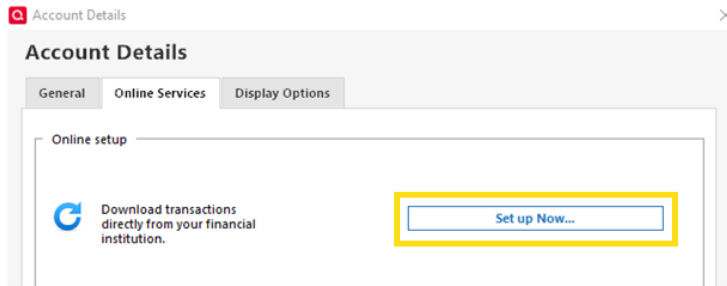 Account Details
Account Details
General Online Services Display Options
Online setup
Download transactions
directly from your financial
institution.
Set up Now...